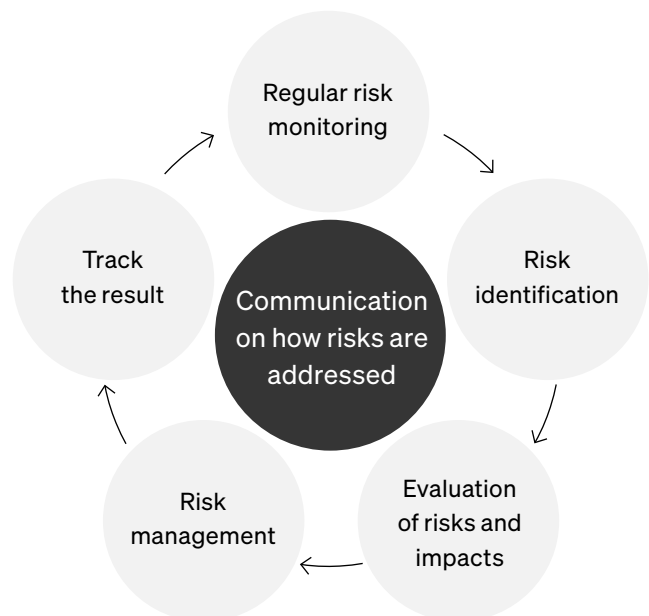 Regular risk
monitoring
Track
the result
Risk
identification
Communication
on how risks are
addressed
Risk
management
Evaluation
of risks and
impacts